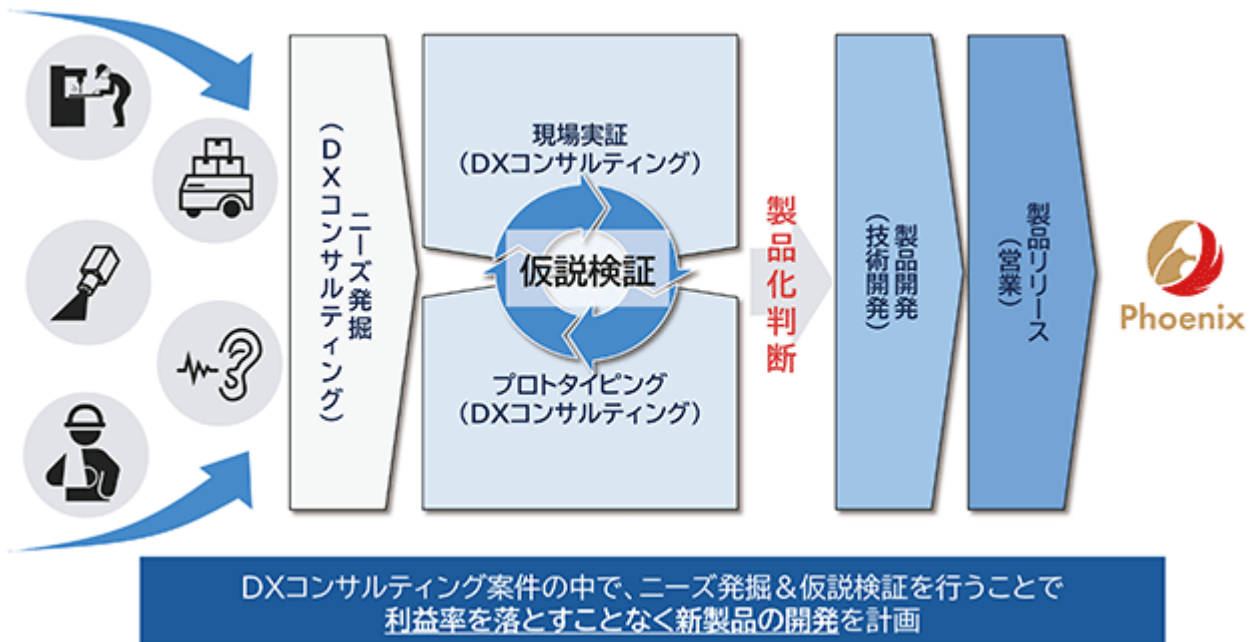 ニーズ発掘
(DXコンサルティング)
現場実証
(DXコンサルティング)
仮説検証
プロトタイピング
(DXコンサルティング)
製品化判断
製品開発
(技術開発)
製品リリース
(営業)
Phoenix
DXコンサルティング案件の中で、ニーズ発掘&仮説検証を行うことで
利益率を落とすことなく新製品の開発を計画